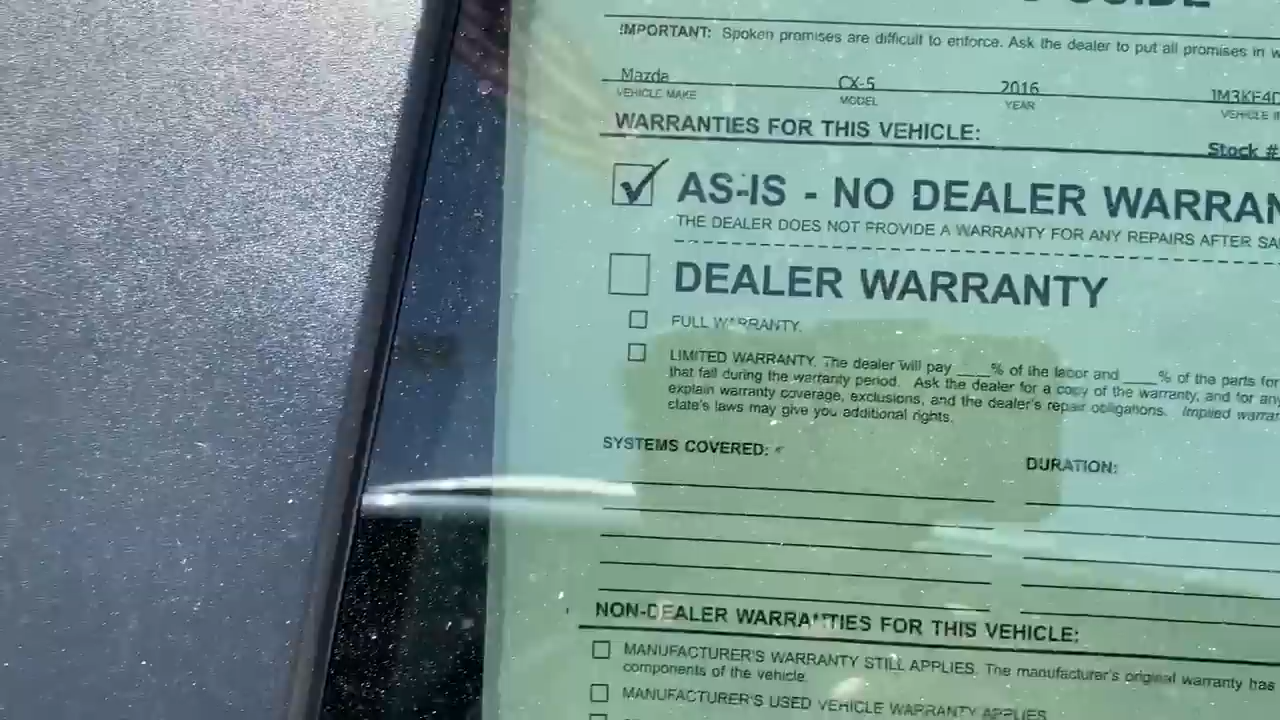 GUIDE
IMPORTANT: Spoken promises are difficult to enforce. Ask the dealer to put all promises in
Mazda CX-5 2016
VEHICLE MAKE MODEL YEAR VEHICLE
WARRANTIES FOR THIS VEHICLE:
Stock #
AS-IS - NO DEALER WARRAN
THE DEALER DOES NOT PROVIDE A WARRANTY FOR ANY REPAIRS AFTER SA
DEALER WARRANTY
FULL WARRANTY.
LIMITED WARRANTY. The dealer will pay ____% of the labor and ____% of the parts for
that fail during the warranty period. Ask the dealer for a copy of the warranty, and for any
explain warranty coverage, exclusions, and the dealer's repair obligations. Implied warran
state's laws may give you additional rights.
SYSTEMS COVERED:
DURATION:
NON-DEALER WARRANTIES FOR THIS VEHICLE:
MANUFACTURER'S WARRANTY STILL APPLIES. The manufacturer's original warranty has
components of the vehicle.
MANUFACTURER'S USED VEHICLE WARRANTY APPLIES